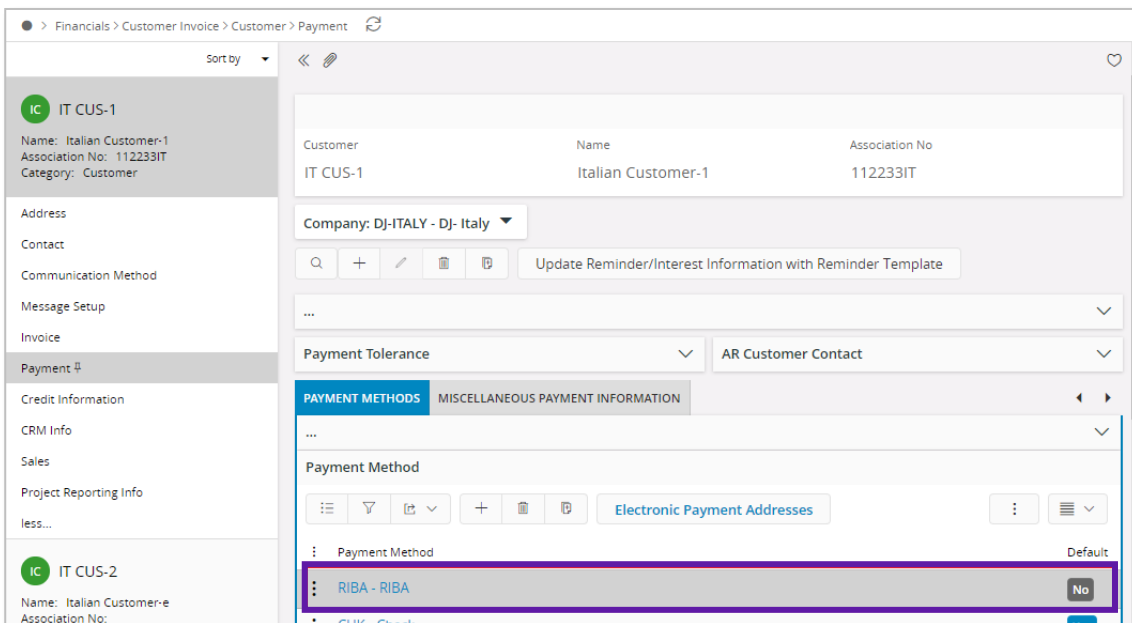 Financials > Customer Invoice > Customer > Payment
Sort by
IC IT CUS-1
Name: Italian Customer-1
Association No: 112233IT
Category: Customer
Address
Contact
Communication Method
Message Setup
Invoice
Payment
Credit Information
CRM Info
Sales
Project Reporting Info
less...
IC IT CUS-2
Name: Italian Customer-e
Association No:
Customer Name Association No
IT CUS-1 Italian Customer-1 112233IT
Company: DJ-ITALY - DJ- Italy
Update Reminder/Interest Information with Reminder Template
...
Payment Tolerance AR Customer Contact
PAYMENT METHODS MISCELLANEOUS PAYMENT INFORMATION
...
Payment Method
Electronic Payment Addresses
Payment Method Default
RIBA - RIBA No